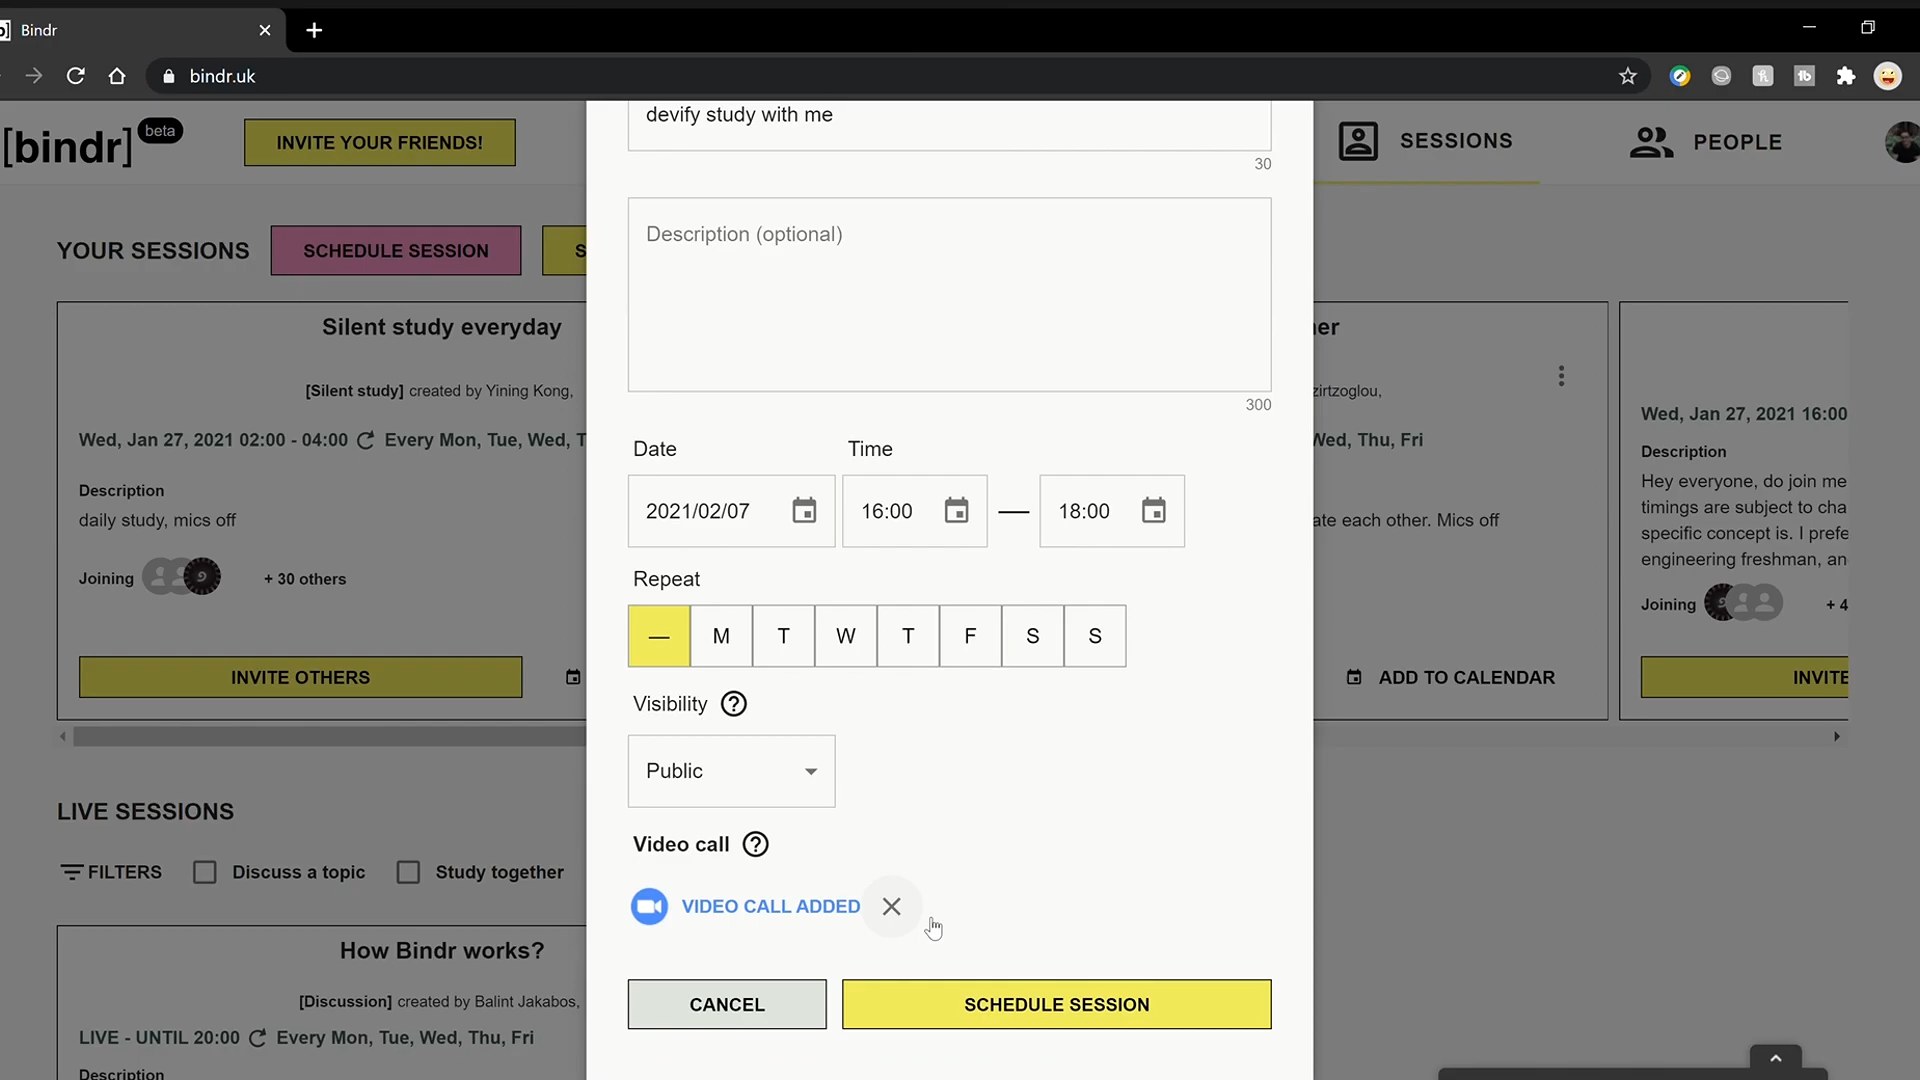 Bindr
bindr.uk
[bindr] beta
INVITE YOUR FRIENDS!
SESSIONS
PEOPLE
devify study with me
30
YOUR SESSIONS
SCHEDULE SESSION
S
Description (optional)
300
Silent study everyday
[Silent study] created by Yining Kong,
Wed, Jan 27, 2021 02:00 - 04:00 Every Mon, Tue, Wed, T
Description
daily study, mics off
Joining + 30 others
INVITE OTHERS
Date
Time
2021/02/07
16:00
—
18:00
Repeat
— M T W T F S S
Visibility ?
Public
Video call ?
VIDEO CALL ADDED
CANCEL
SCHEDULE SESSION
ner
zirtzoglou,
Wed, Thu, Fri
ate each other. Mics off
ADD TO CALENDAR
Wed, Jan 27, 2021 16:00
Description
Hey everyone, do join me
timings are subject to cha
specific concept is. I prefe
engineering freshman, an
Joining + 4
INVITE
LIVE SESSIONS
FILTERS
Discuss a topic
Study together
How Bindr works?
[Discussion] created by Balint Jakabos,
LIVE - UNTIL 20:00 Every Mon, Tue, Wed, Thu, Fri
Description